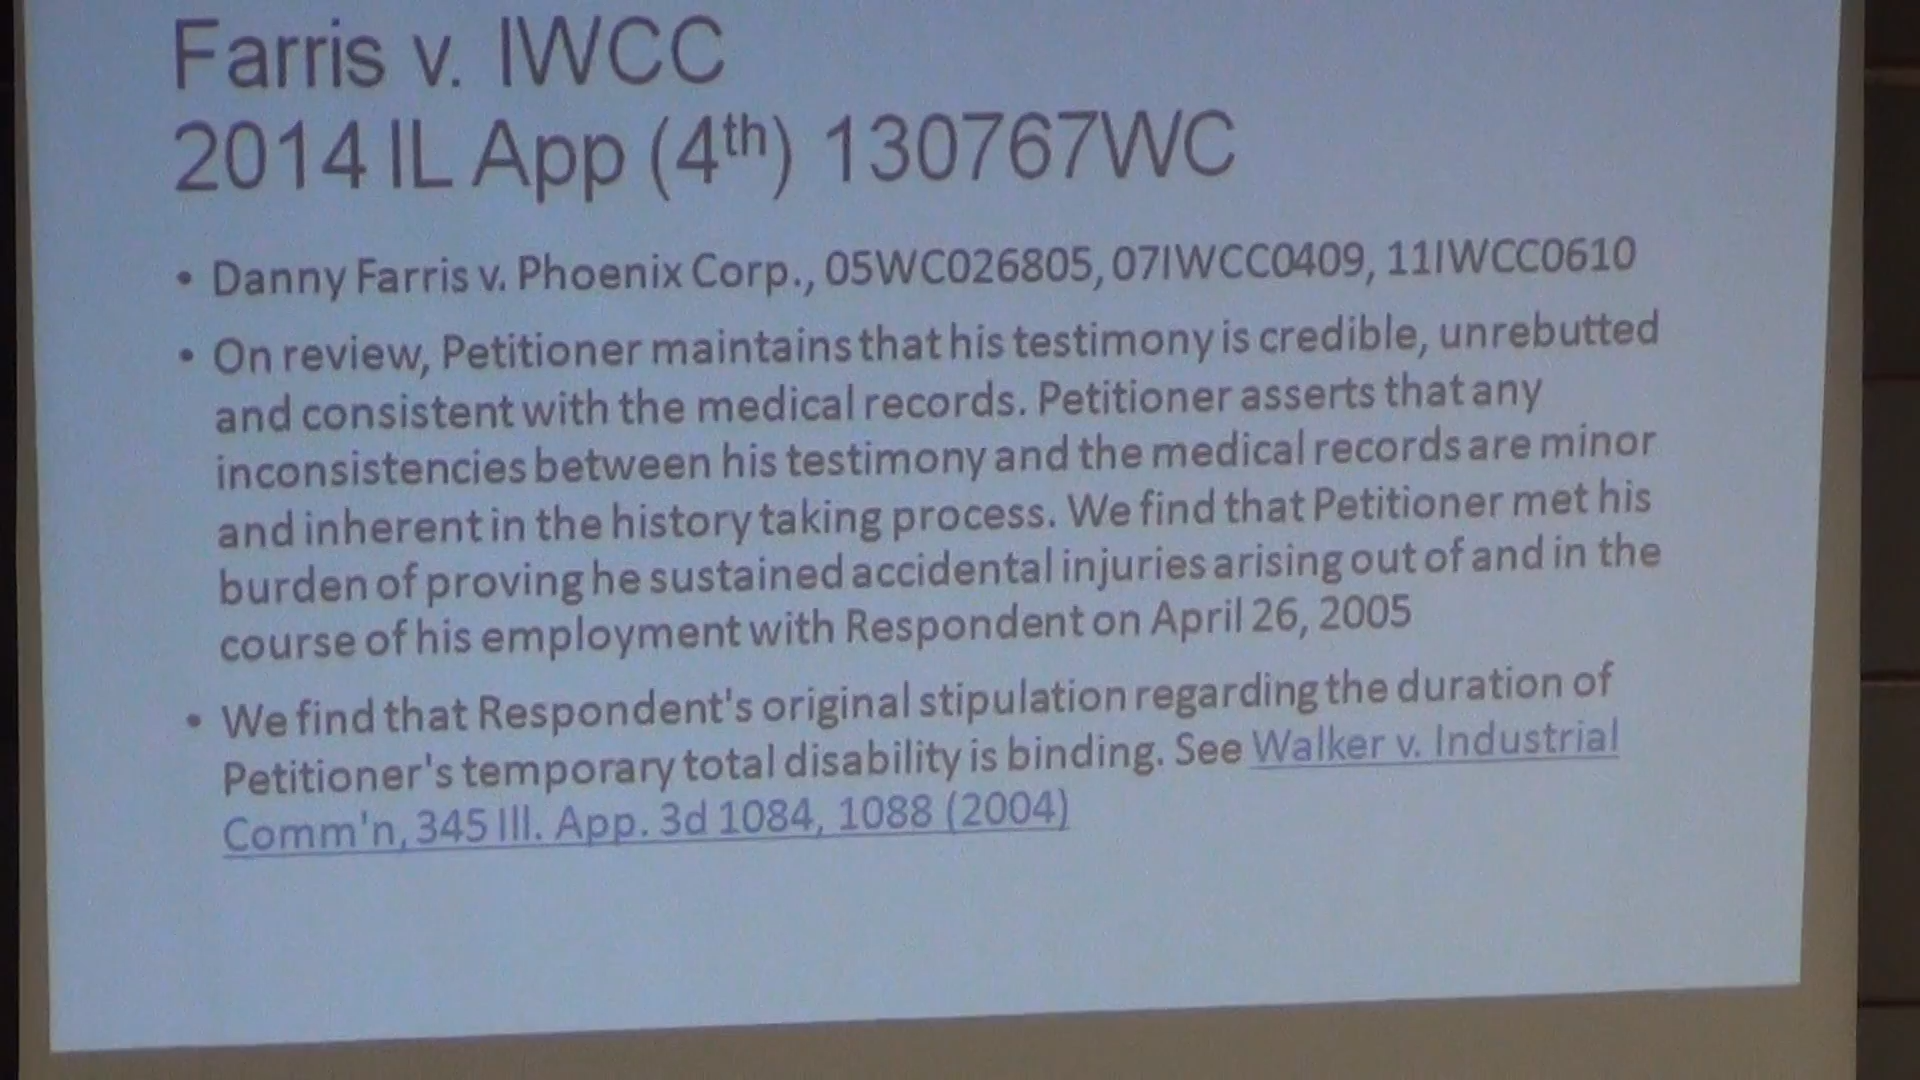 Farris v. IWCC
2014 IL App (4th) 130767WC
• Danny Farris v. Phoenix Corp., 05WC026805, 07IWCC0409, 11IWCC0610
• On review, Petitioner maintains that his testimony is credible, unrebutted
and consistent with the medical records. Petitioner asserts that any
inconsistencies between his testimony and the medical records are minor
and inherent in the history taking process. We find that Petitioner met his
burden of proving he sustained accidental injuries arising out of and in the
course of his employment with Respondent on April 26, 2005
• We find that Respondent's original stipulation regarding the duration of
Petitioner's temporary total disability is binding. See Walker v. Industrial
Comm'n, 345 Ill. App. 3d 1084, 1088 (2004)